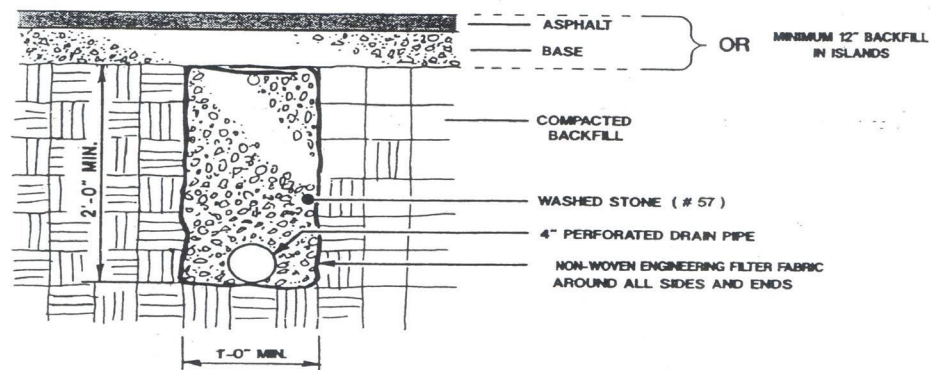 ASPHALT
BASE
OR
MINIMUM 12" BACKFILL
IN ISLANDS
COMPACTED
BACKFILL
2'-0" MIN.
WASHED STONE ( # 57 )
4" PERFORATED DRAIN PIPE
NON-WOVEN ENGINEERING FILTER FABRIC
AROUND ALL SIDES AND ENDS
1'-0" MIN.